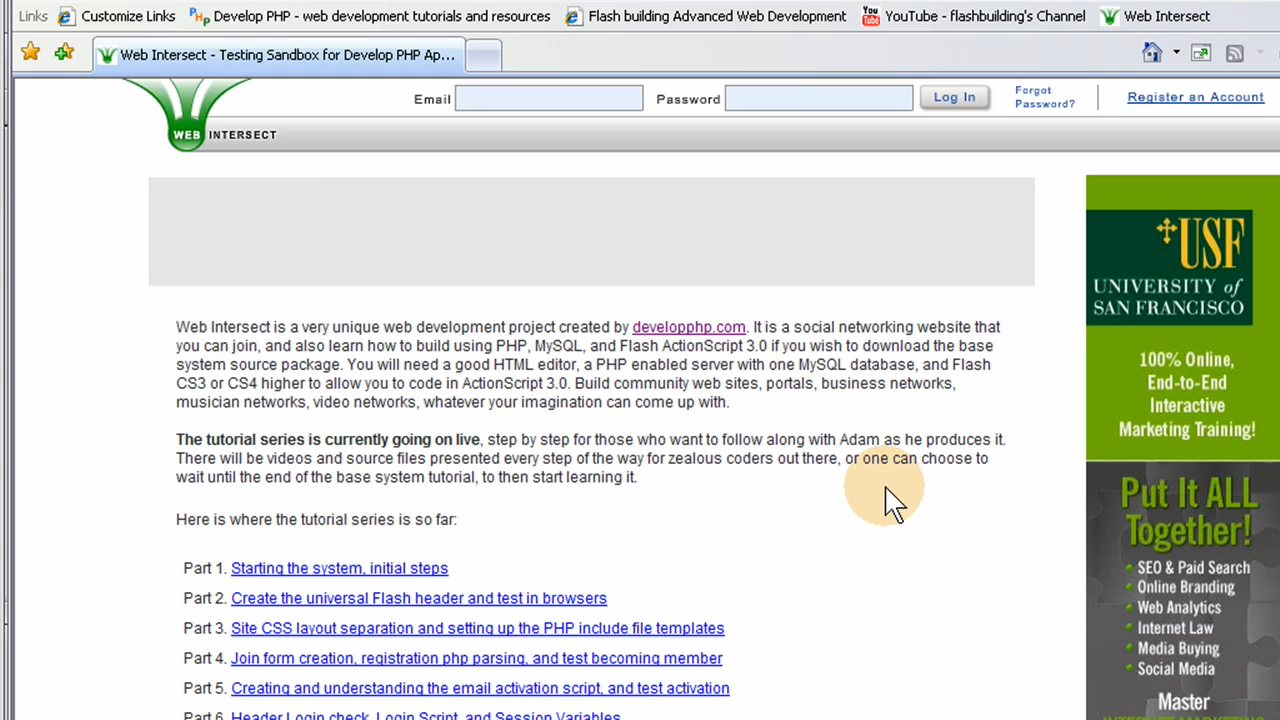 Links Customize Links Develop PHP - web development tutorials and resources Flash building Advanced Web Development YouTube - flashbuilding's Channel Web Intersect
Web Intersect - Testing Sandbox for Develop PHP Ap...
Email Password Log In Forgot Password? Register an Account
WEB INTERSECT
Web Intersect is a very unique web development project created by developphp.com. It is a social networking website that
you can join, and also learn how to build using PHP, MySQL, and Flash ActionScript 3.0 if you wish to download the base
system source package. You will need a good HTML editor, a PHP enabled server with one MySQL database, and Flash
CS3 or CS4 higher to allow you to code in ActionScript 3.0. Build community web sites, portals, business networks,
musician networks, video networks, whatever your imagination can come up with.
The tutorial series is currently going on live, step by step for those who want to follow along with Adam as he produces it.
There will be videos and source files presented every step of the way for zealous coders out there, or one can choose to
wait until the end of the base system tutorial, to then start learning it.
Here is where the tutorial series is so far:
Part 1. Starting the system, initial steps
Part 2. Create the universal Flash header and test in browsers
Part 3. Site CSS layout separation and setting up the PHP include file templates
Part 4. Join form creation, registration php parsing, and test becoming member
Part 5. Creating and understanding the email activation script, and test activation
Part 6. Header Login check, Login Script, and Session Variables
USF
UNIVERSITY of
SAN FRANCISCO
100% Online,
End-to-End
Interactive
Marketing Training!
Put It ALL
Together!
SEO & Paid Search
Online Branding
Web Analytics
Internet Law
Media Buying
Social Media
Master
INTERNET MARKETING